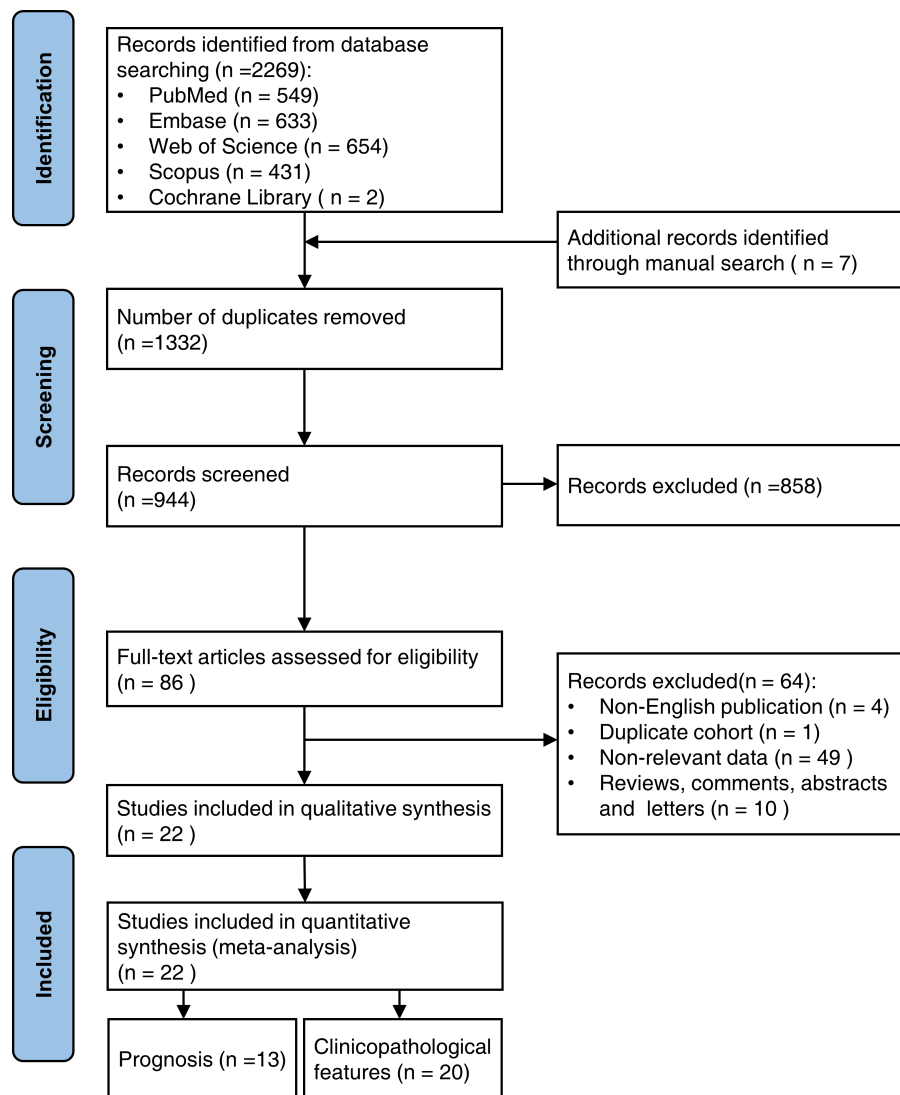 Identification
Records identified from database
searching (n =2269):
• PubMed (n = 549)
• Embase (n = 633)
• Web of Science (n = 654)
• Scopus (n = 431)
• Cochrane Library ( n = 2)
Additional records identified
through manual search ( n = 7)
Screening
Number of duplicates removed
(n =1332)
Records screened
(n =944)
Records excluded (n =858)
Eligibility
Full-text articles assessed for eligibility
(n = 86 )
Records excluded(n = 64):
• Non-English publication (n = 4)
• Duplicate cohort (n = 1)
• Non-relevant data (n = 49 )
• Reviews, comments, abstracts
and letters (n = 10 )
Studies included in qualitative synthesis
(n = 22 )
Included
Studies included in quantitative
synthesis (meta-analysis)
(n = 22 )
Prognosis (n =13)
Clinicopathological
features (n = 20)